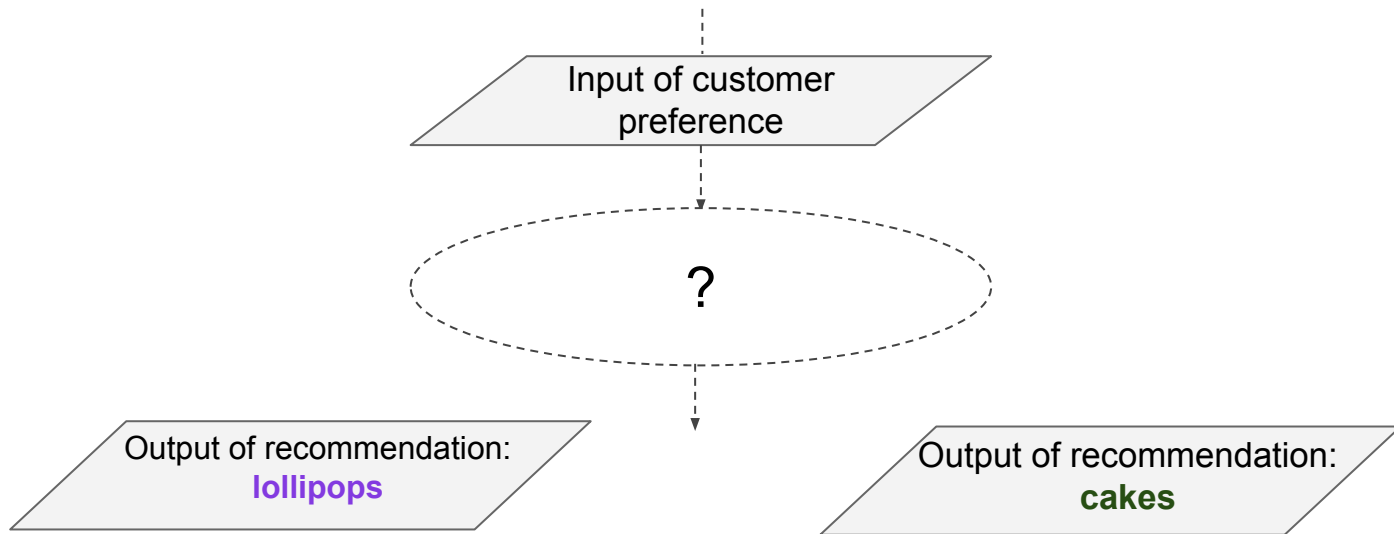 Input of customer
preference
?
Output of recommendation:
lollipops
Output of recommendation:
cakes